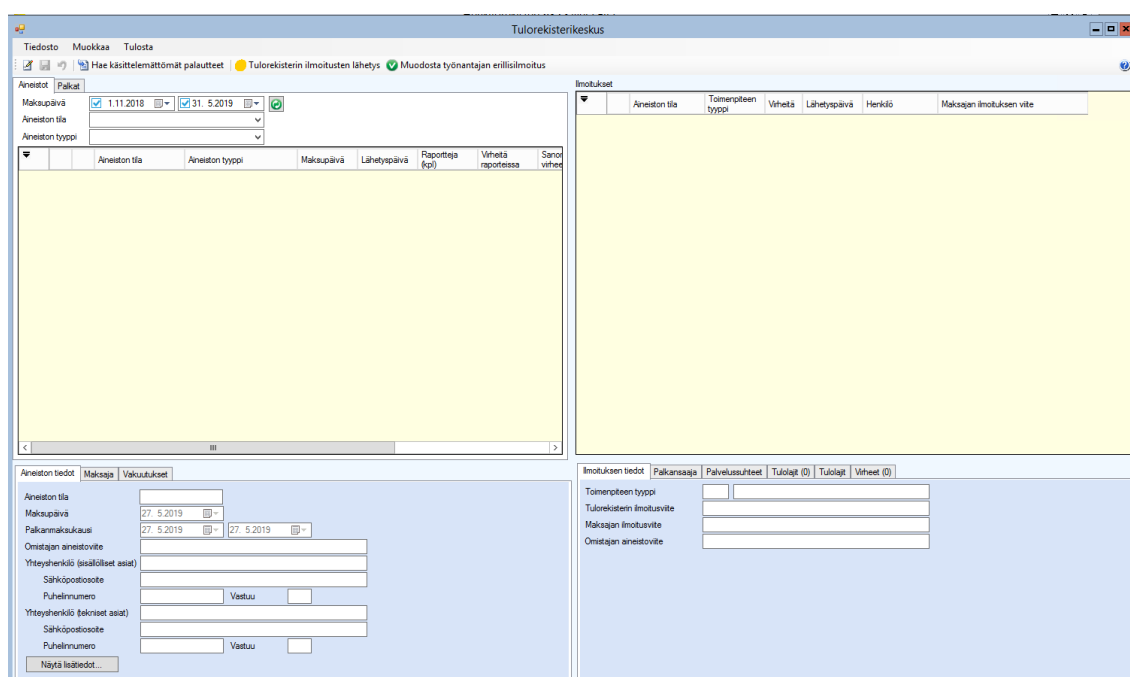 Tulorekisterikeskus
Tiedosto Muokkaa Tulosta
Hae käsittelemättömät palautteet Tulorekisterin ilmoitusten lähetys Muodosta työnantajan erillisilmoitus
Aineistot Palkat
Maksupäivä 1.11.2018 31. 5.2019
Aineiston tila
Aineiston tyyppi
Aineiston tila Aineiston tyyppi Maksupäivä Lähetyspäivä Raportteja (kpl) Virheitä raporteissa Sanor virhee
Ilmoitukset
Aineiston tila Toimenpiteen tyyppi Virheitä Lähetyspäivä Henkilö Maksajan ilmoituksen viite
Aineiston tiedot Maksaja Vakuutukset
Aineiston tila
Maksupäivä 27. 5.2019
Palkanmaksukausi 27. 5.2019 27. 5.2019
Omistajan aineistoviite
Yhteyshenkilö (sisällölliset asiat)
Sähköpostiosoite
Puhelinnumero Vastuu
Yhteyshenkilö (tekniset asiat)
Sähköpostiosoite
Puhelinnumero Vastuu
Näytä lisätiedot...
Ilmoituksen tiedot Palkansaaja Palvelussuhteet Tulolajit (0) Tulolajit Virheet (0)
Toimenpiteen tyyppi
Tulorekisterin ilmoitusviite
Maksajan ilmoitusviite
Omistajan aineistoviite